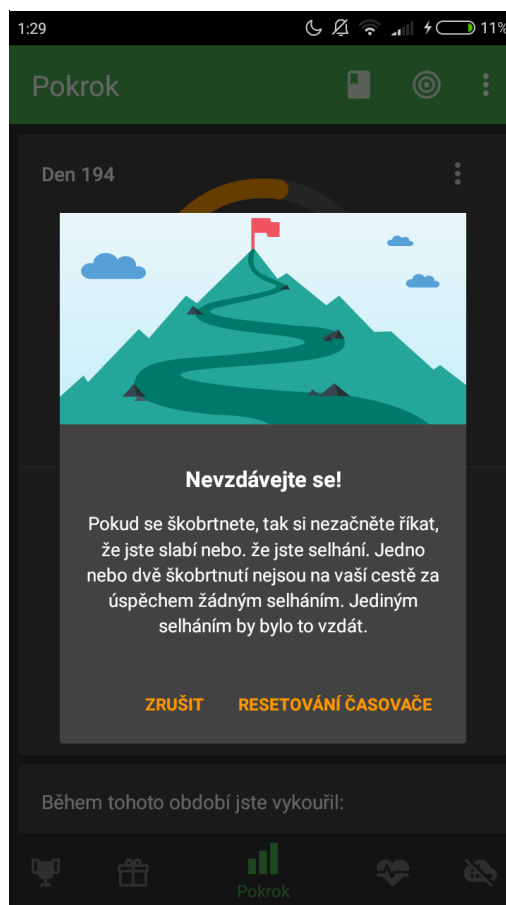 1:29
11%
Pokrok
Den 194
Nevzdávejte se!
Pokud se škobrtnete, tak si nezačněte říkat,
že jste slabí nebo. že jste selhání. Jedno
nebo dvě škobrtnutí nejsou na vaší cestě za
úspěchem žádným selháním. Jediným
selháním by bylo to vzdát.
ZRUŠIT RESETOVÁNÍ ČASOVAČE
Během tohoto období jste vykouřil:
Pokrok